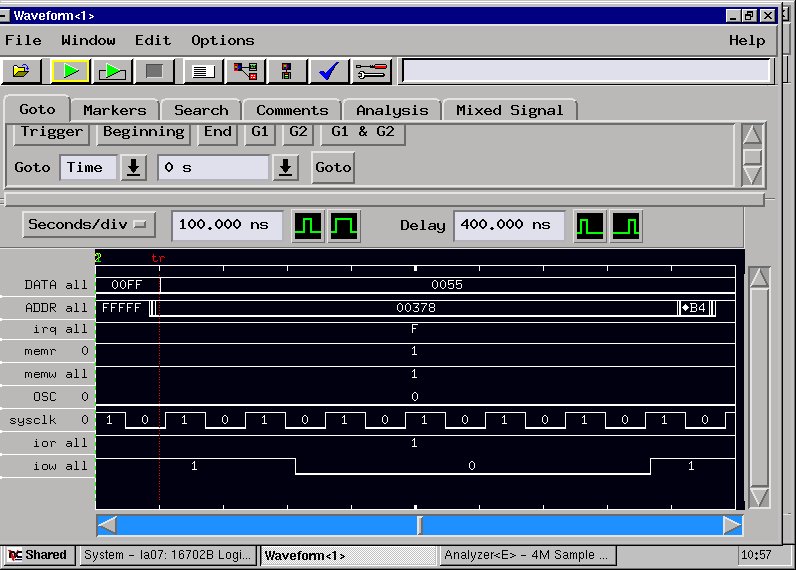 Waveform<1>
File Window Edit Options Help
Goto Markers Search Comments Analysis Mixed Signal
Trigger Beginning End G1 G2 G1 & G2
Goto Time 0 s Goto
Seconds/div 100.000 ns Delay 400.000 ns
tr
DATA all 00FF 0055
ADDR all FFFFF 00378 ◆B4
irq all F
memr 0 1
memw all 1
OSC 0 0
sysclk 0 1 0 1 0 1 0 1 0 1 0 1 0 1 0 1 0
ior all 1
iow all 1 0 1
Shared System - la07: 16702B Logi... Waveform<1> Analyzer<E> - 4M Sample ... 10:57